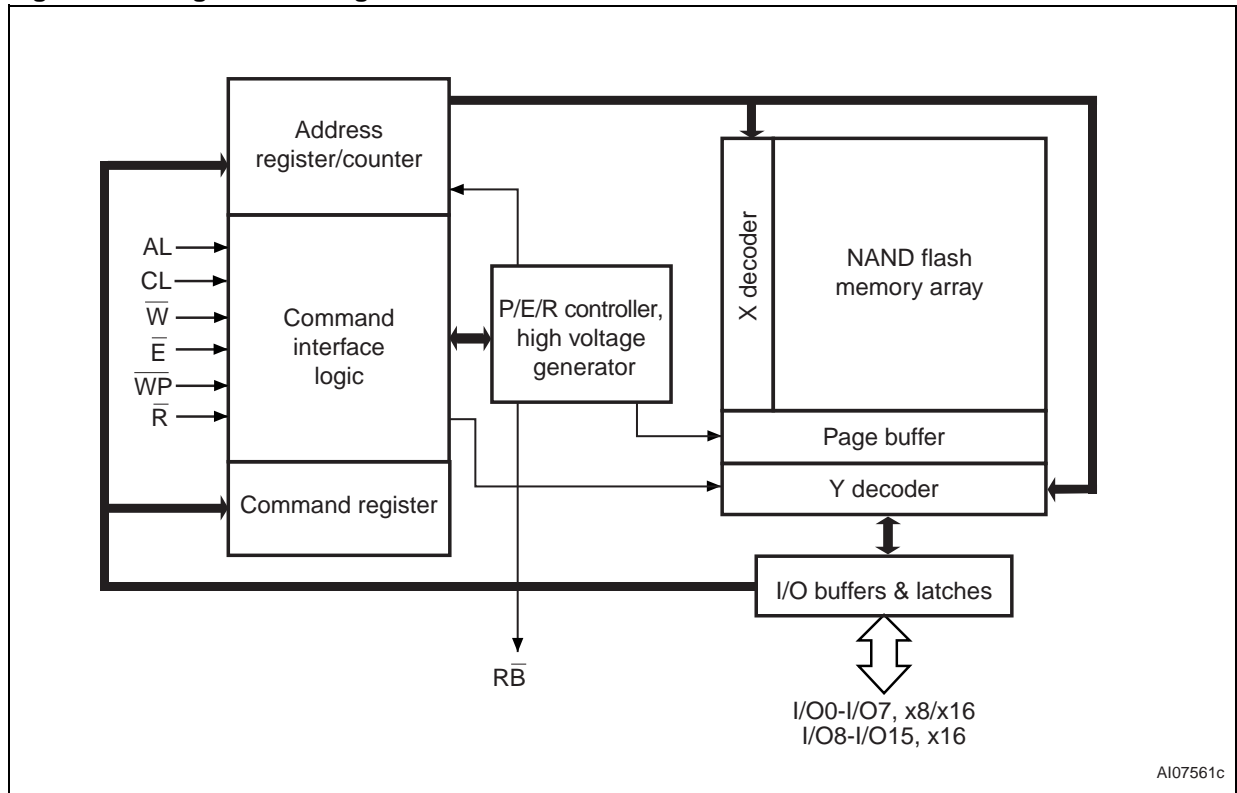 Address
register/counter
AL
CL
W̅
E̅
W̅P̅
R̅
Command
interface
logic
Command register
P/E/R controller,
high voltage
generator
RB̅
X decoder
NAND flash
memory array
Page buffer
Y decoder
I/O buffers & latches
I/O0-I/O7, x8/x16
I/O8-I/O15, x16
AI07561c